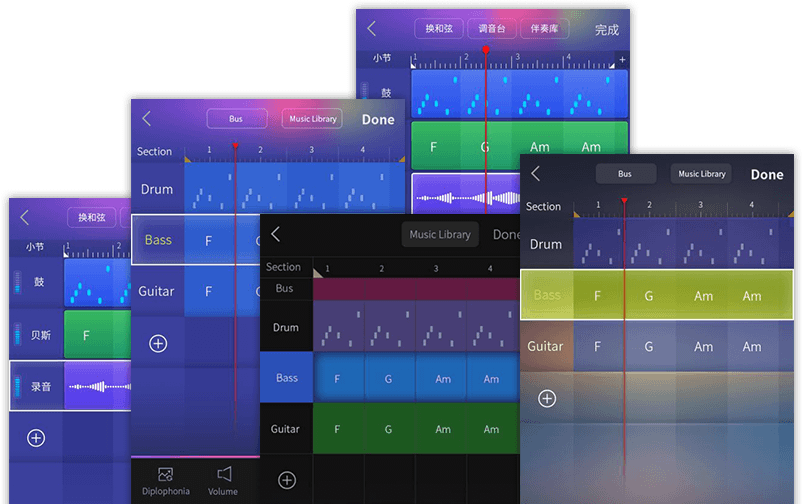 换和弦 调音台 伴奏库 完成
小节 1 2 3 4 +
鼓
F G Am Am
Bus Music Library Done
Section 1 2 3 4
Drum
Bass F G
Guitar F G
Diplophonia Volume
换和弦
小节 1 2
鼓
贝斯 F
录音
Music Library Done
Section 1 2 3 4
Bus
Drum
Bass F G Am Am
Guitar F G Am Am
Bus Music Library Done
Section 1 2 3 4
Drum
Bass F G Am Am
Guitar F G Am Am